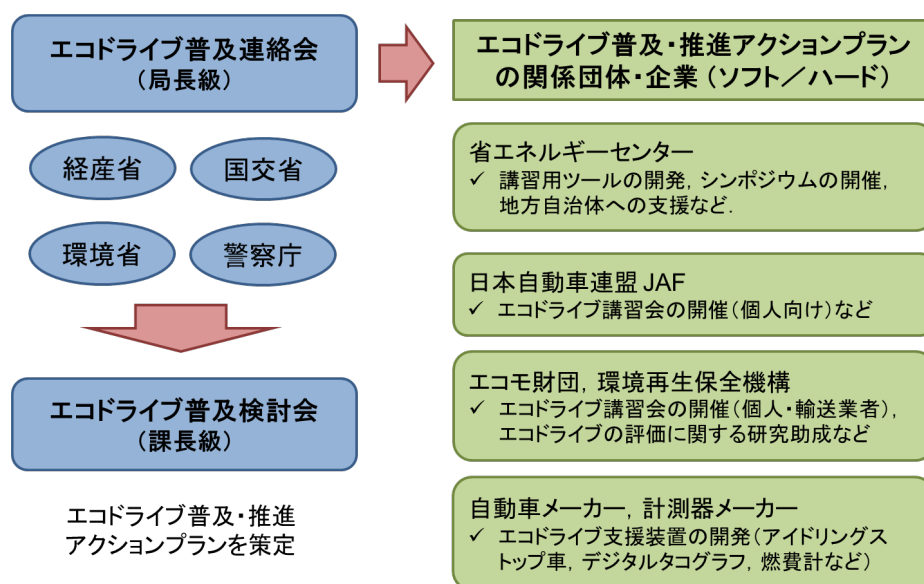 エコドライブ普及連絡会
(局長級)
経産省
国交省
環境省
警察庁
エコドライブ普及検討会
(課長級)
エコドライブ普及・推進
アクションプランを策定
エコドライブ普及・推進アクションプラン
の関係団体・企業(ソフト/ハード)
省エネルギーセンター
✓ 講習用ツールの開発, シンポジウムの開催,
地方自治体への支援など.
日本自動車連盟 JAF
✓ エコドライブ講習会の開催(個人向け)など
エコモ財団, 環境再生保全機構
✓ エコドライブ講習会の開催(個人・輸送業者),
エコドライブの評価に関する研究助成など
自動車メーカー, 計測器メーカー
✓ エコドライブ支援装置の開発(アイドリングス
トップ車, デジタルタコグラフ, 燃費計など)